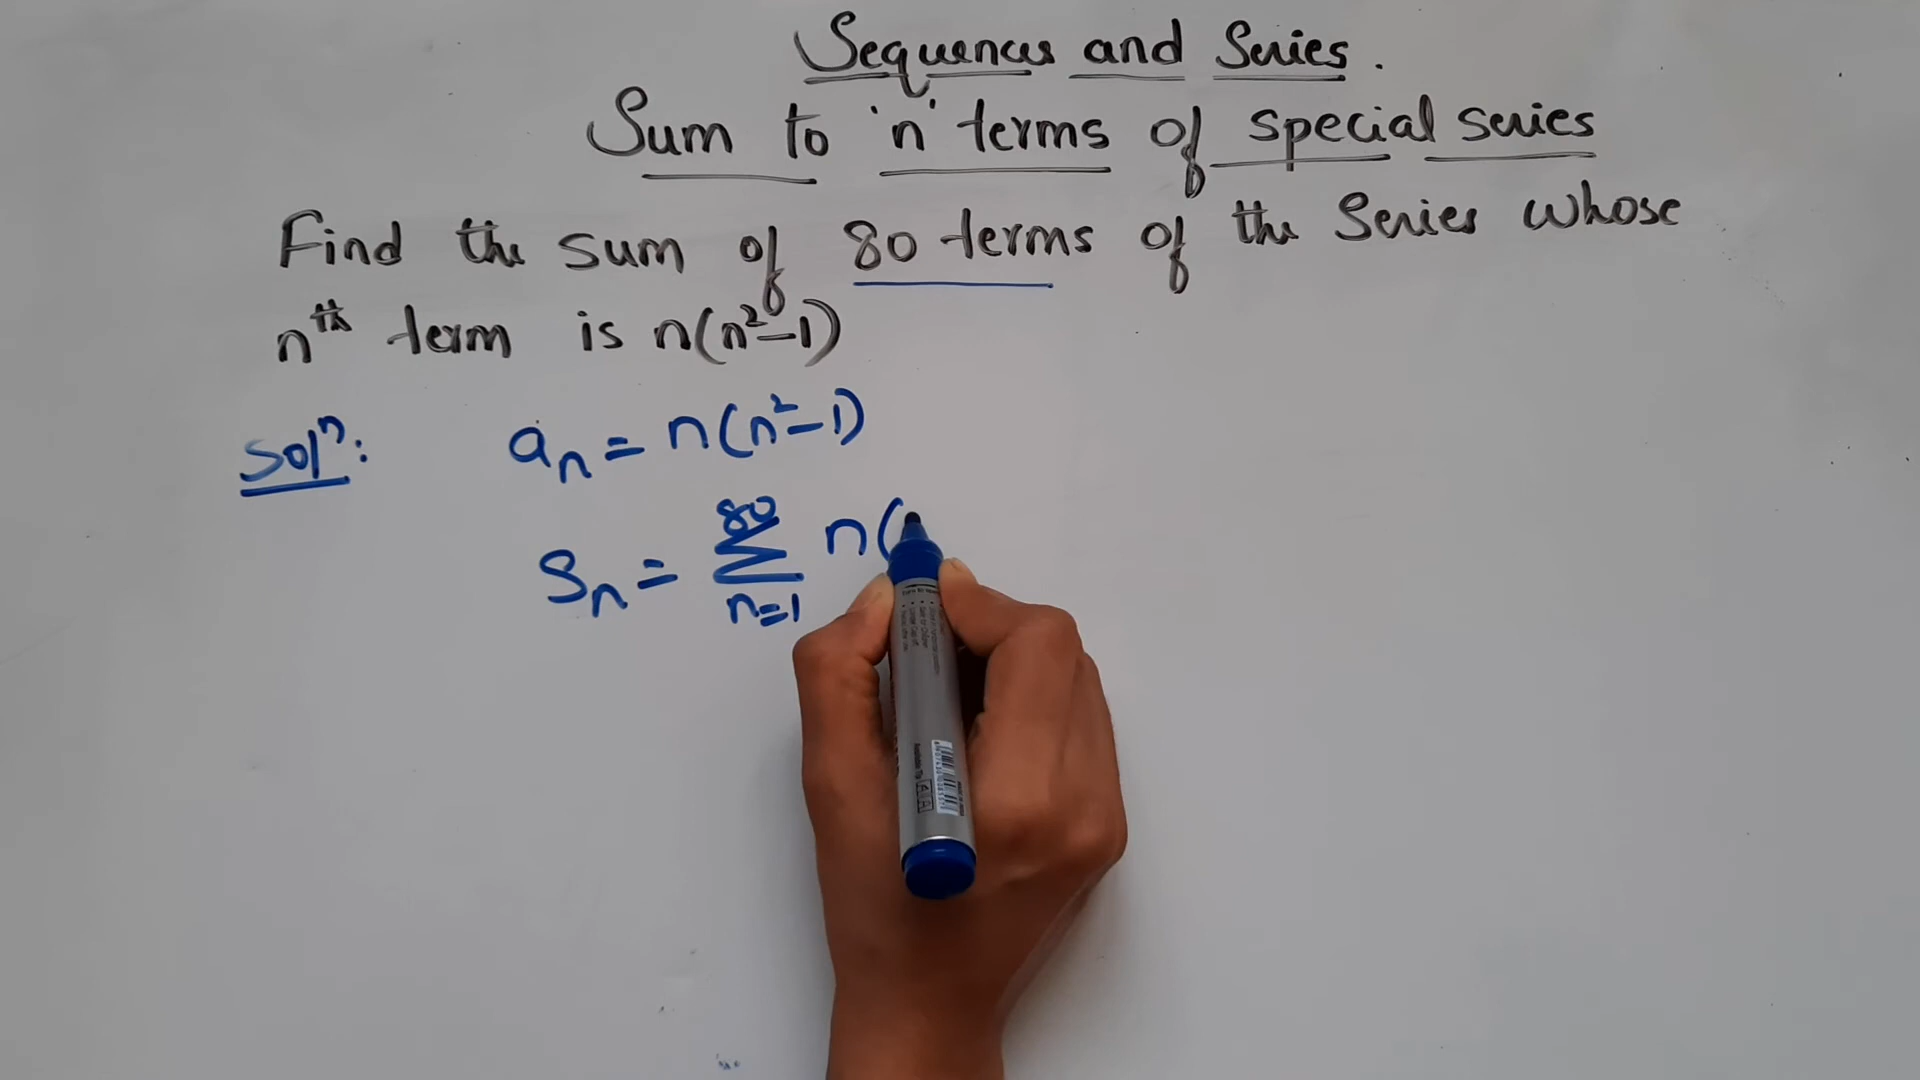 Sequences and Series.
Sum to 'n' terms of special series
Find the sum of 80 terms of the Series whose
nᵗʰ term is n(n²-1)
Solⁿ: aₙ = n(n²-1)
Sₙ = ⁸⁰∑ₙ₌₁ n(